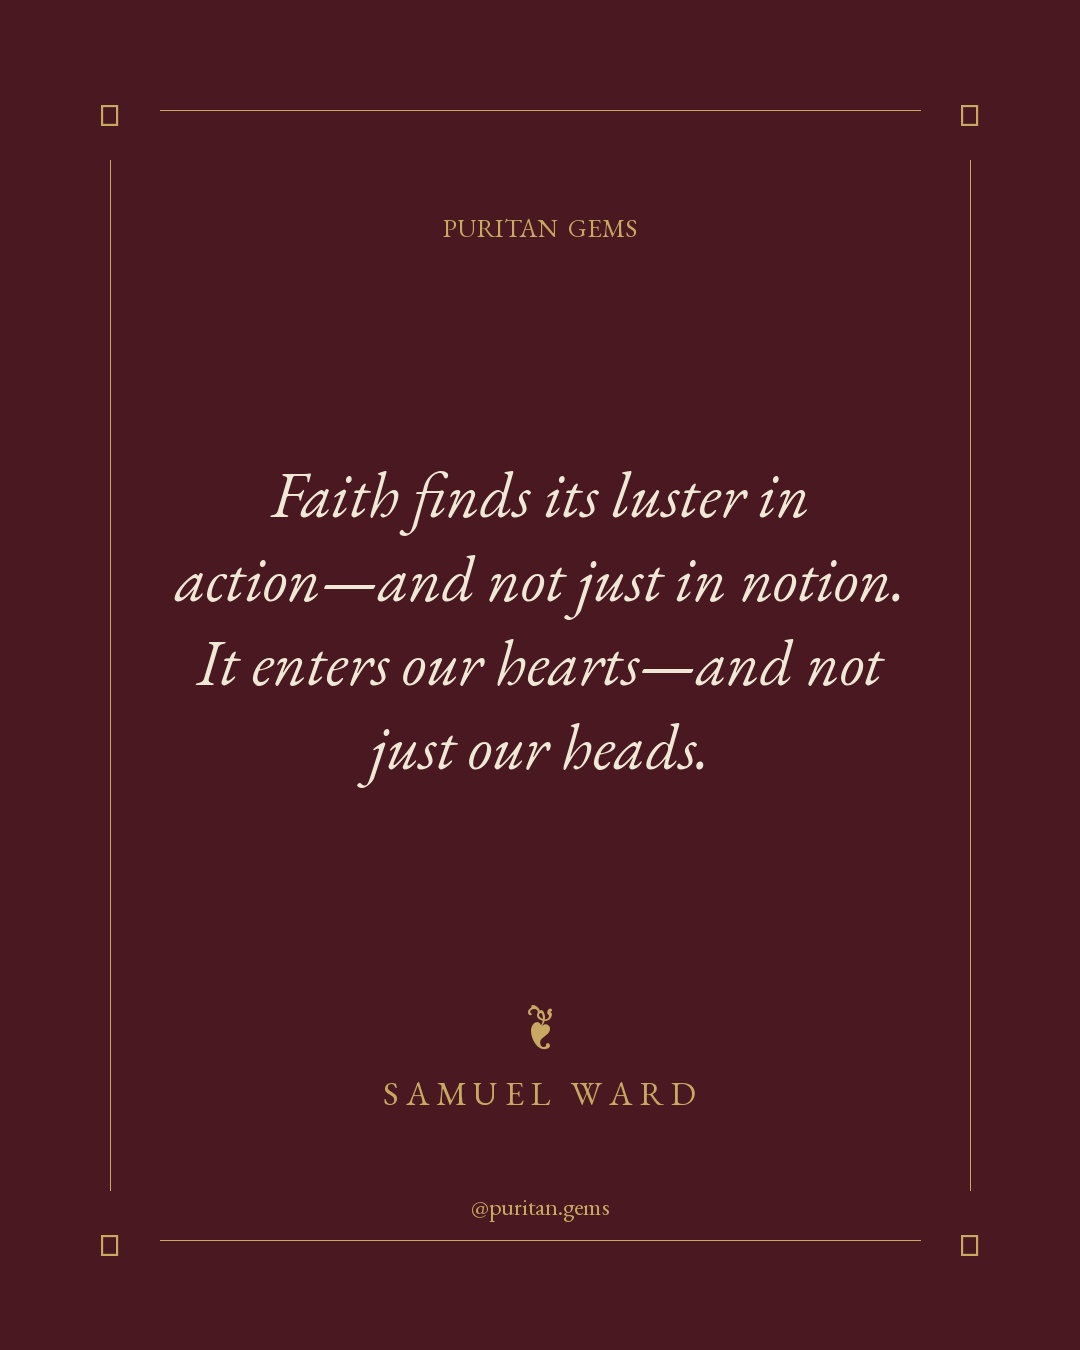 PURITAN GEMS
Faith finds its luster in
action—and not just in notion.
It enters our hearts—and not
just our heads.
❦
SAMUEL WARD
@puritan.gems